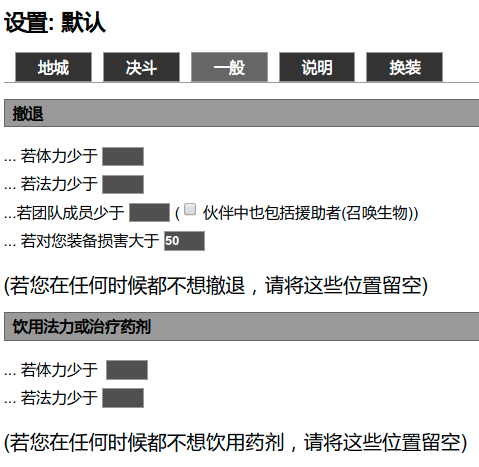 设置: 默认
地城 决斗 一般 说明 换装
撤退
... 若体力少于
... 若法力少于
...若团队成员少于 ( 伙伴中也包括援助者(召唤生物))
... 若对您装备损害大于 50
(若您在任何时候都不想撤退，请将这些位置留空)
饮用法力或治疗药剂
... 若体力少于
... 若法力少于
(若您在任何时候都不想饮用药剂，请将这些位置留空)